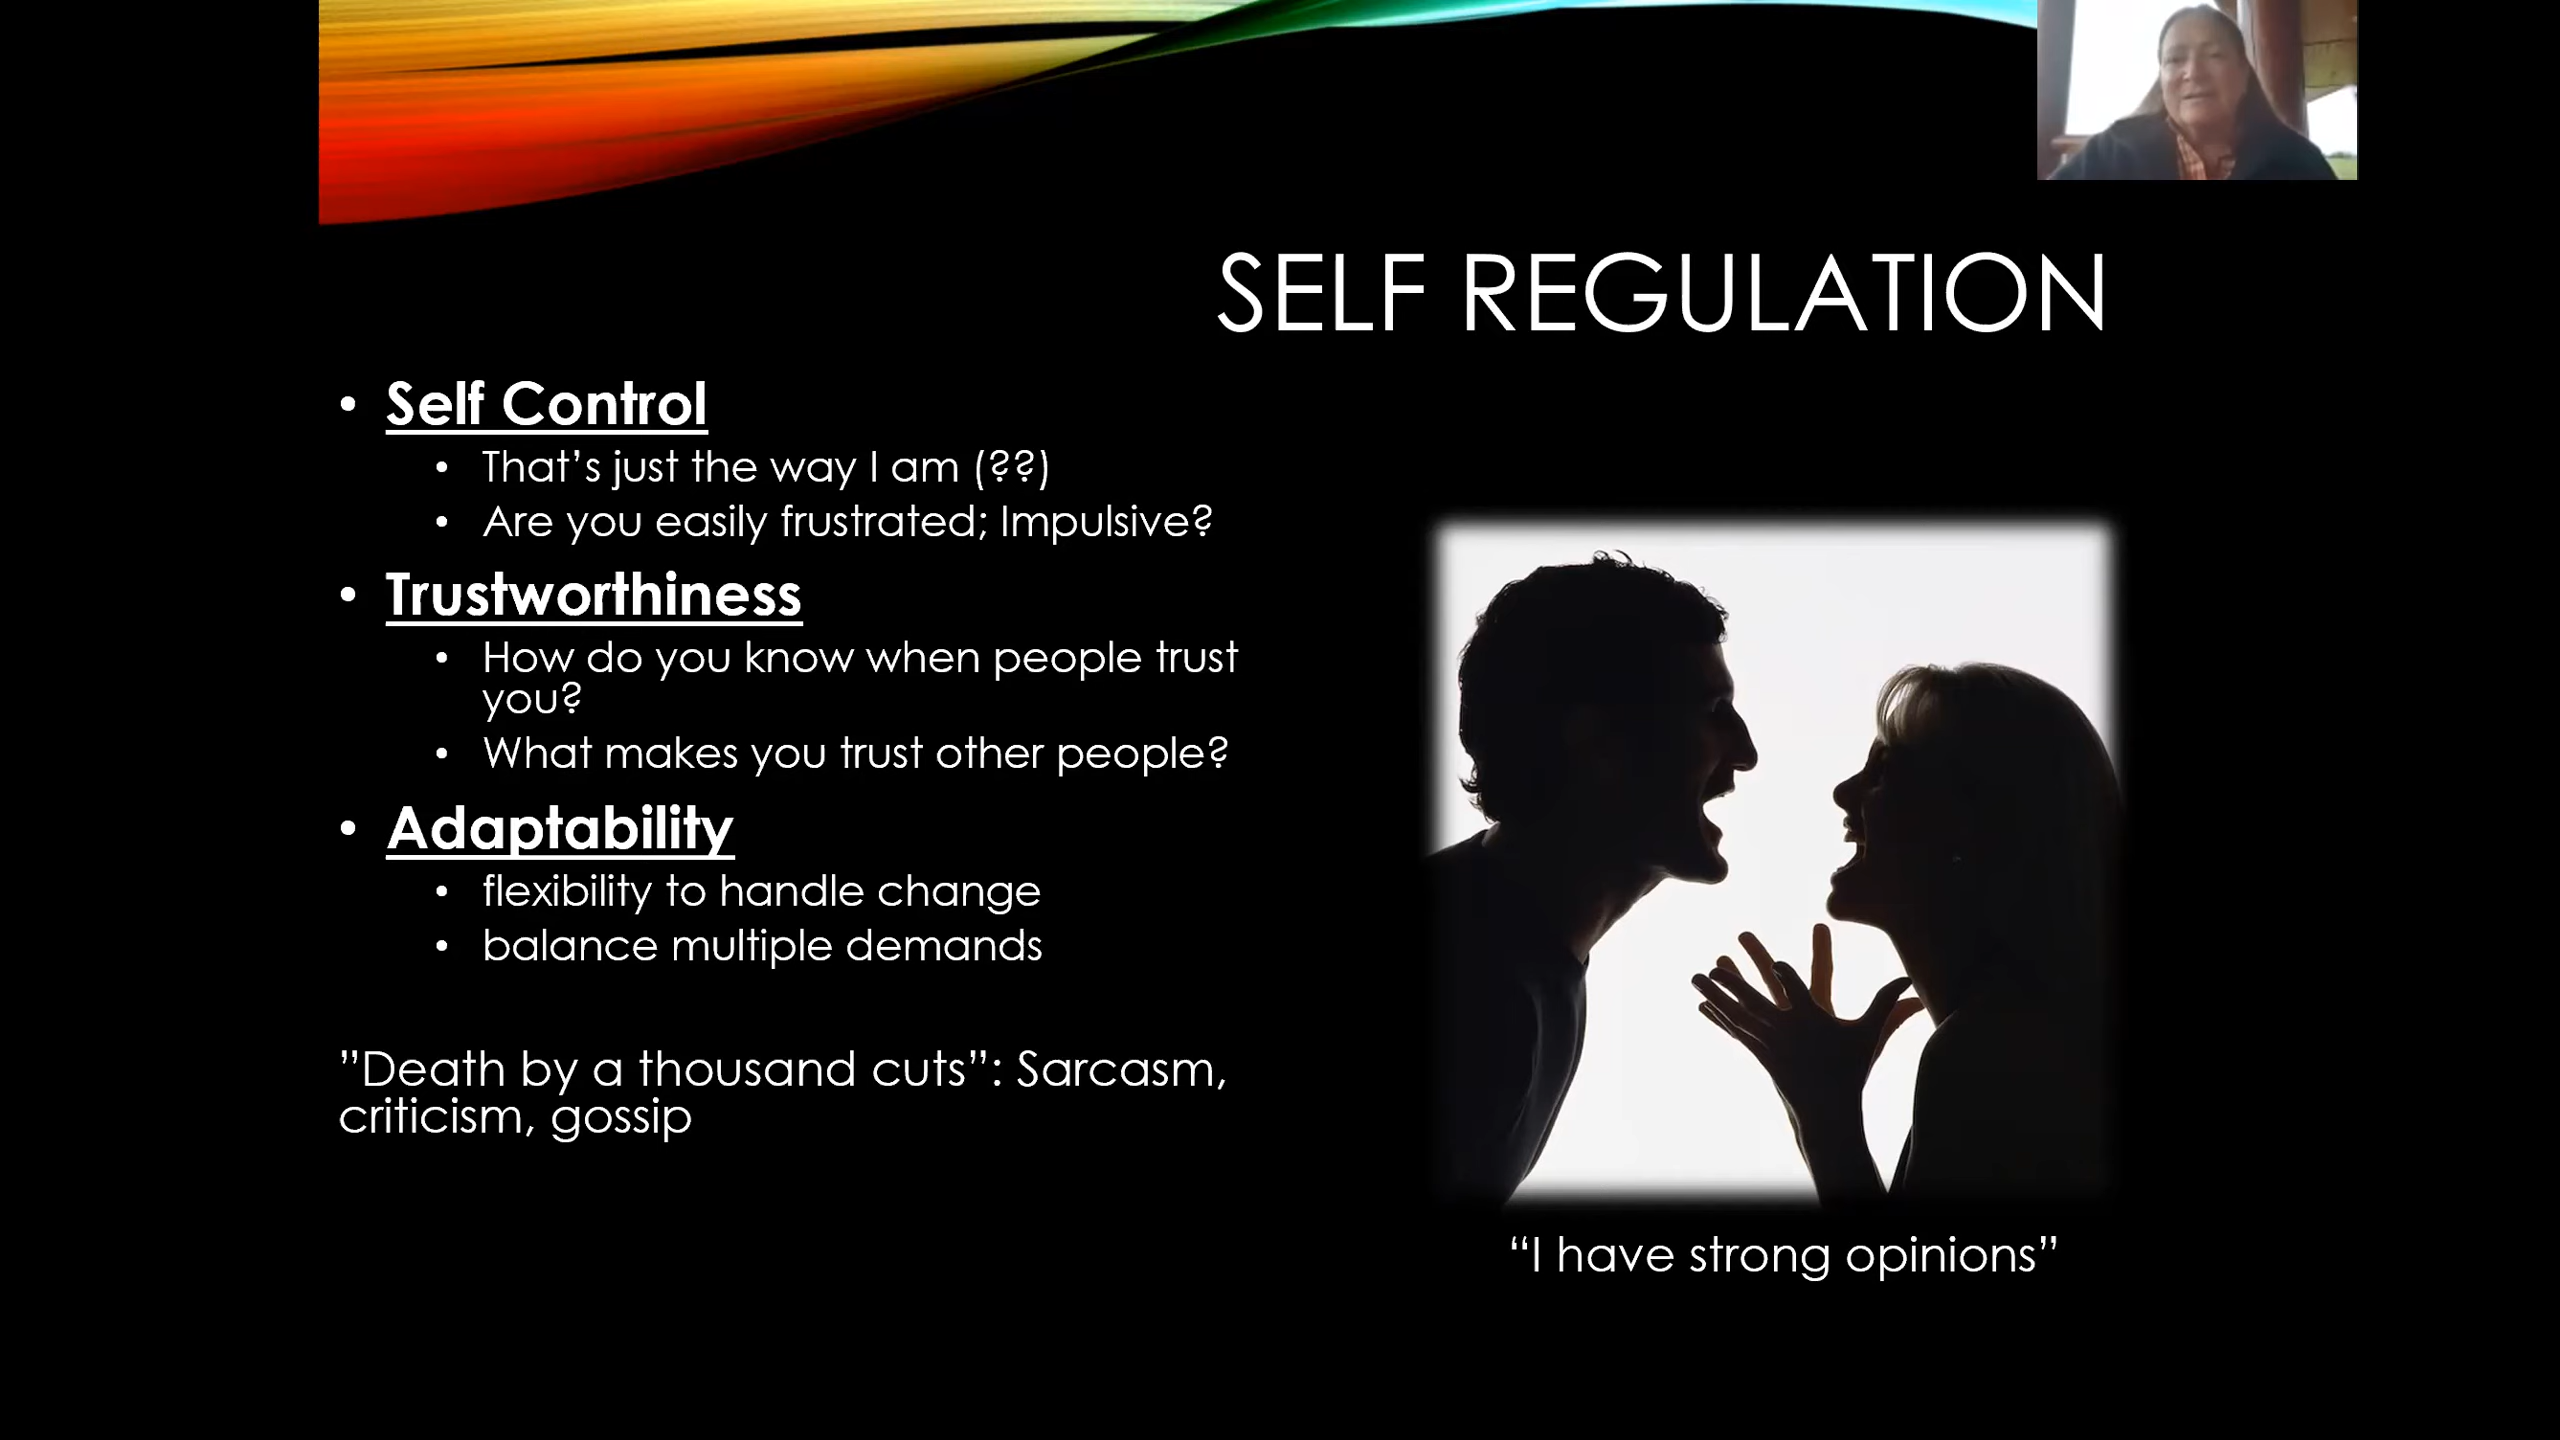 SELF REGULATION
• Self Control
• That’s just the way I am (??)
• Are you easily frustrated; Impulsive?
• Trustworthiness
• How do you know when people trust
you?
• What makes you trust other people?
• Adaptability
• flexibility to handle change
• balance multiple demands
”Death by a thousand cuts”: Sarcasm,
criticism, gossip
“I have strong opinions”